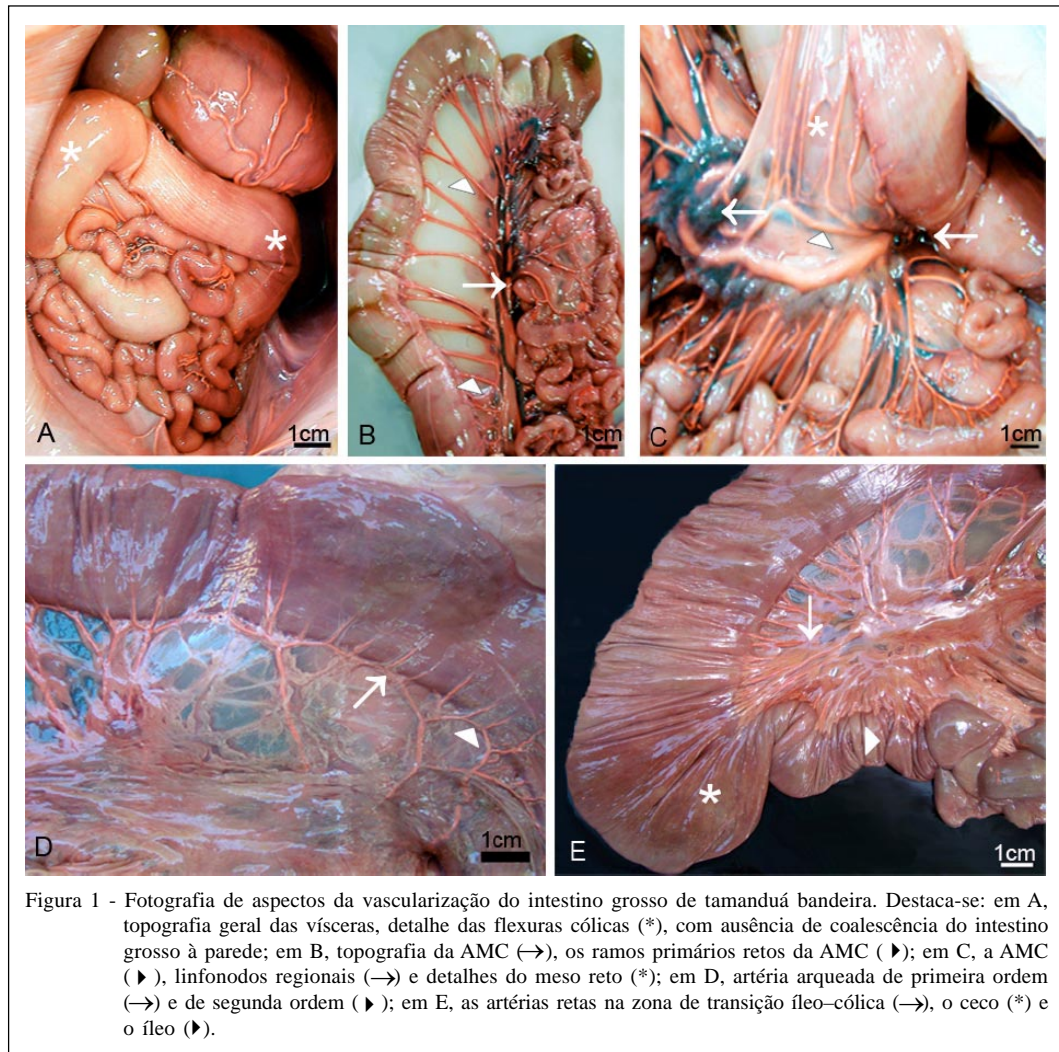 A
1cm
B
1cm
C
1cm
D
1cm
E
1cm
Figura 1 - Fotografia de aspectos da vascularização do intestino grosso de tamanduá bandeira. Destaca-se: em A,
topografia geral das vísceras, detalhe das flexuras cólicas (*), com ausência de coalescência do intestino
grosso à parede; em B, topografia da AMC (→), os ramos primários retos da AMC (▶); em C, a AMC
(▶), linfonodos regionais (→) e detalhes do meso reto (*); em D, artéria arqueada de primeira ordem
(→) e de segunda ordem (▶); em E, as artérias retas na zona de transição íleo–cólica (→), o ceco (*) e
o íleo (▶).